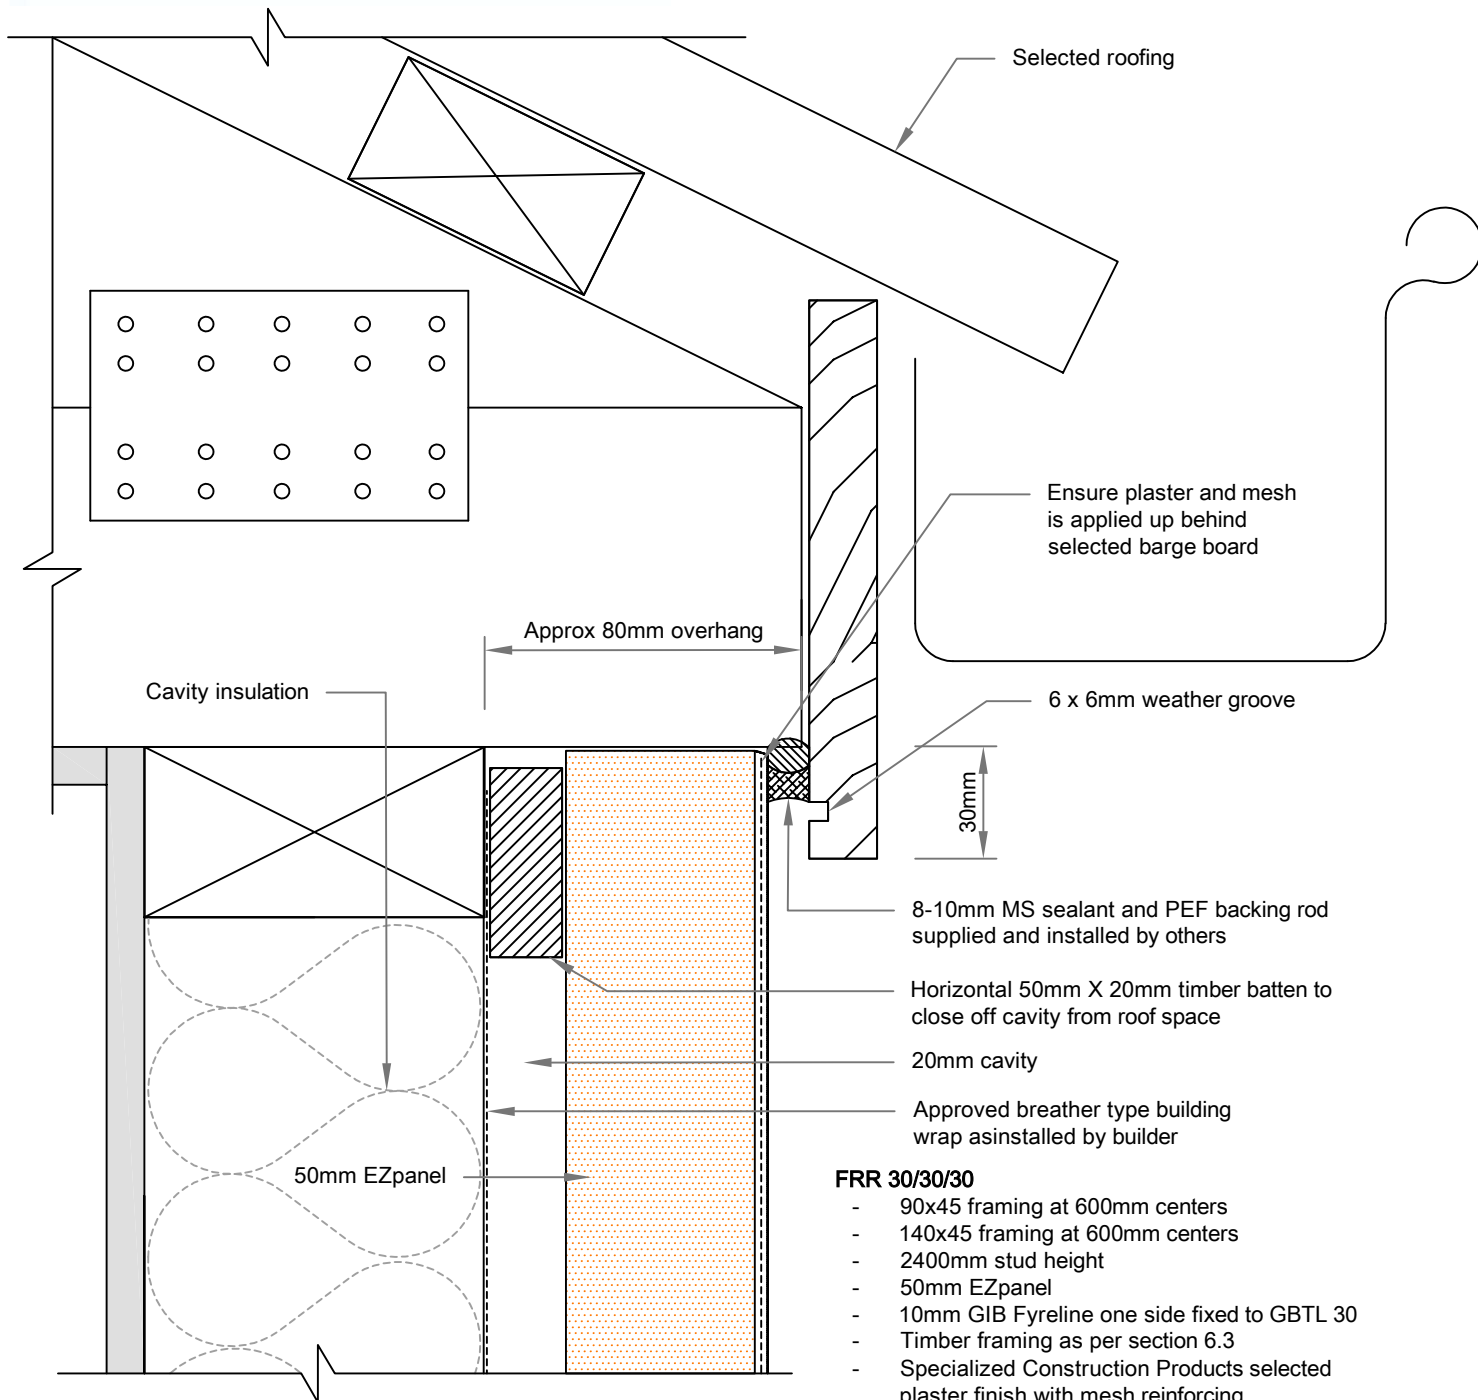 Selected roofing
Ensure plaster and mesh
is applied up behind
selected barge board
Approx 80mm overhang
Cavity insulation
6 x 6mm weather groove
30mm
8-10mm MS sealant and PEF backing rod
supplied and installed by others
Horizontal 50mm X 20mm timber batten to
close off cavity from roof space
20mm cavity
Approved breather type building
wrap asinstalled by builder
50mm EZpanel
FRR 30/30/30
- 90x45 framing at 600mm centers
- 140x45 framing at 600mm centers
- 2400mm stud height
- 50mm EZpanel
- 10mm GIB Fyreline one side fixed to GBTL 30
- Timber framing as per section 6.3
- Specialized Construction Products selected
plaster finish with mesh reinforcing